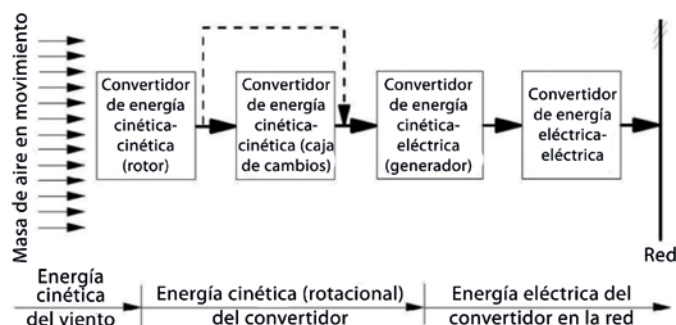 Masa de aire en movimiento
Convertidor
de energía
cinética-
cinética
(rotor)
Convertidor
de energía
cinética-
cinética (caja
de cambios)
Convertidor
de energía
cinética-eléctrica
(generador)
Convertidor
de energía
eléctrica-
eléctrica
Red
Energía
cinética
del viento
Energía cinética (rotacional)
del convertidor
Energía eléctrica del
convertidor en la red